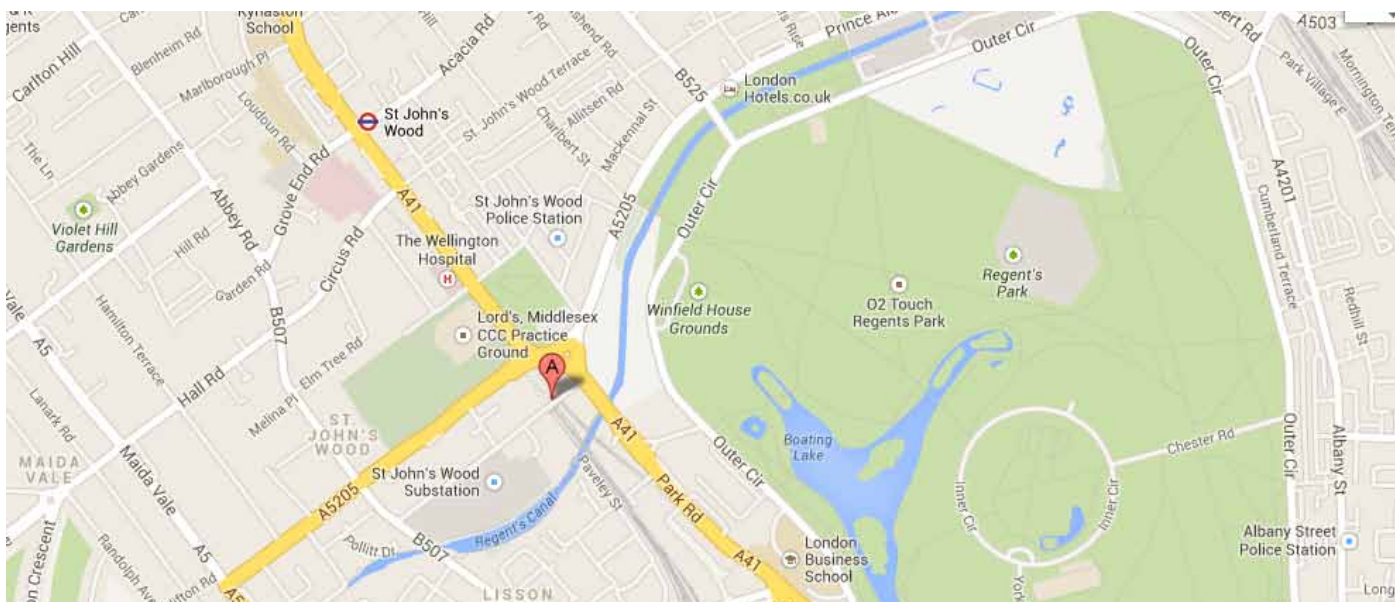 Kynaston
School
Carlton Hill
Blenheim Rd
Marlborough Pl
Loudoun Rd
Acacia Rd
St John's
Wood
St John's Wood Terrace
Allitsen Rd
Charlbert St
Mackennal St
B525
London
Hotels.co.uk
Outer Cir
Outer Cir
A503
Park Village E
A4201
The Ln
Abbey Gardens
Abbey Rd
Grove End Rd
A41
St John's Wood
Police Station
A5205
Outer Cir
Violet Hill
Gardens
Hill Rd
Garden Rd
Circus Rd
The Wellington
Hospital
H
Regent's
Park
Cumberland Terrace
Redhill St
Vale
A5
Hamilton Terrace
B507
Elm Tree Rd
Lord's, Middlesex
CCC Practice
Ground
Winfield House
Grounds
O2 Touch
Regents Park
Hall Rd
A
Lanark Rd
Melina Pl
ST.
JOHN'S
WOOD
A41
Boating
Lake
Chester Rd
Outer Cir
Albany St
MAIDA
VALE
Maida Vale
St John's Wood
Substation
Paveley St
Park Rd
Outer Cir
Inner Cir
Inner Cir
A5205
Regent's Canal
A5
Pollitt Dr
B507
A41
London
Business
School
Albany Street
Police Station
LISSON
York